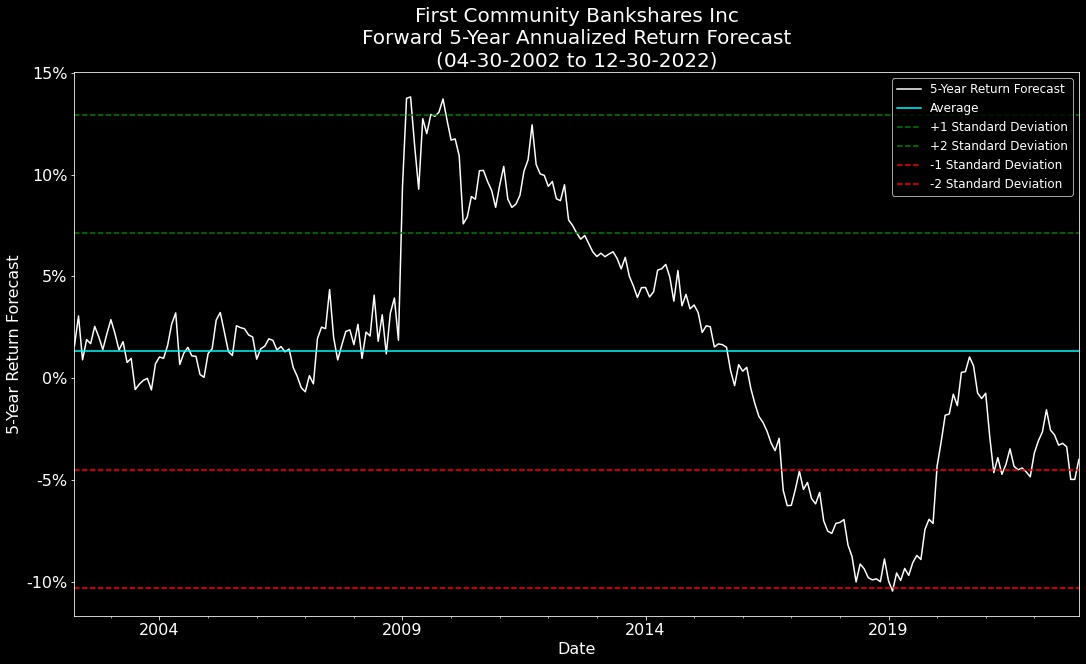 First Community Bankshares Inc
Forward 5-Year Annualized Return Forecast
(04-30-2002 to 12-30-2022)
15%
10%
5%
0%
-5%
-10%
5-Year Return Forecast
5-Year Return Forecast
Average
+1 Standard Deviation
+2 Standard Deviation
-1 Standard Deviation
-2 Standard Deviation
2004
2009
2014
2019
Date